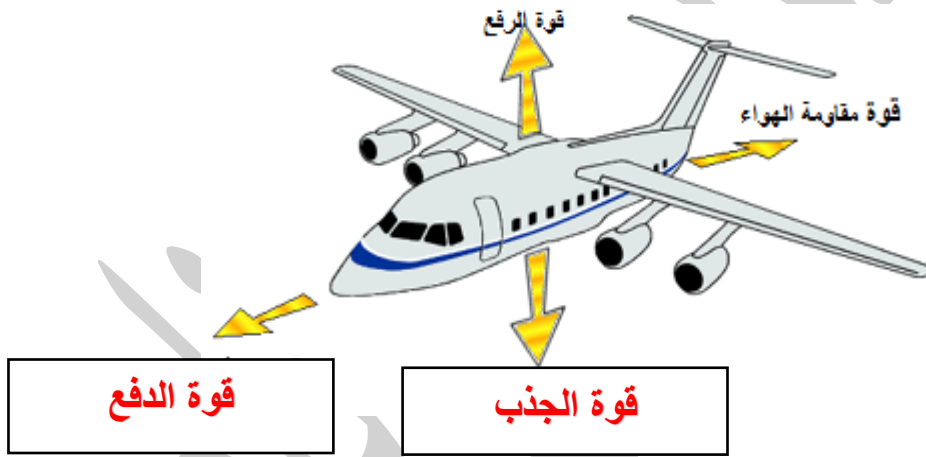 قوة الرفع
قوة مقاومة الهواء
قوة الدفع
قوة الجذب